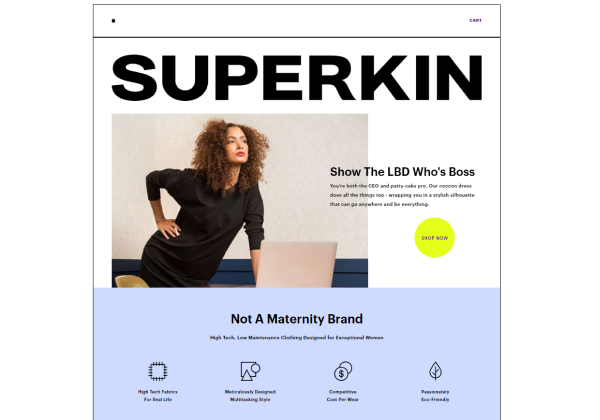 CART
SUPERKIN
Show The LBD Who's Boss
You're both the CEO and patty-cake pro. Our cocoon dress
does all the things too - wrapping you in a stylish silhouette
that can go anywhere and be everything.
SHOP NOW
Not A Maternity Brand
High Tech, Low Maintenance Clothing Designed for Exceptional Women
High Tech Fabrics
For Real Life
Meticulously Designed
Multitasking Style
Competitive
Cost-Per-Wear
Passionately
Eco-Friendly